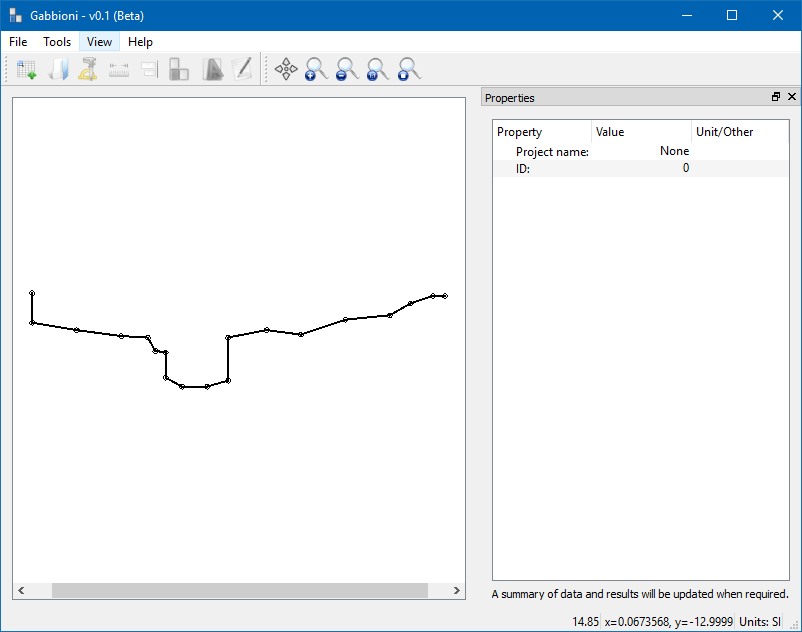 Gabbioni - v0.1 (Beta)
File Tools View Help
Properties
Property Value Unit/Other
Project name: None
ID: 0
A summary of data and results will be updated when required.
14.85 x=0.0673568, y=-12.9999 Units: SI